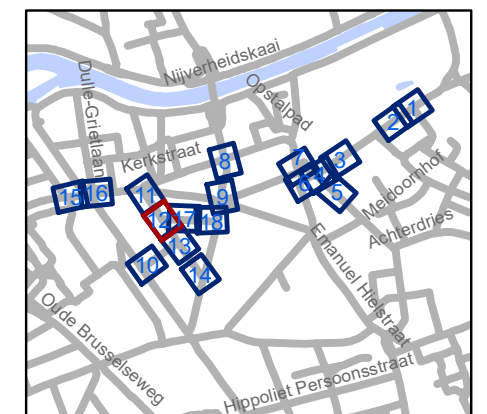 Nijverheidskaai
Dulle-Grietlaan
Opstalpad
Kerkstraat
1
2
3
4
5
6
7
8
9
10
11
12
13
14
15
16
17
18
Meidoornhof
Achterdries
Emanuel Hielstraat
Oude Brusselseweg
Hippoliet Persoonsstraat